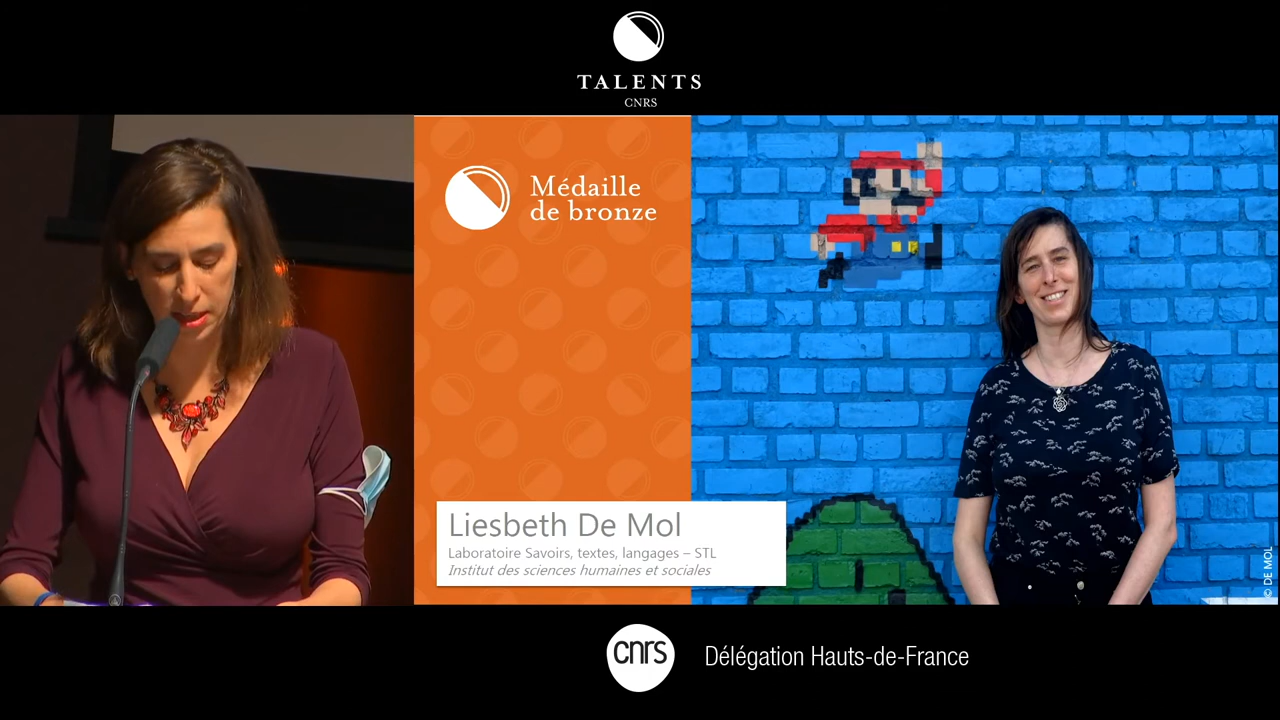 TALENTS
CNRS
Médaille
de bronze
Liesbeth De Mol
Laboratoire Savoirs, textes, langages – STL
Institut des sciences humaines et sociales
© DE MOL
cnrs
Délégation Hauts-de-France